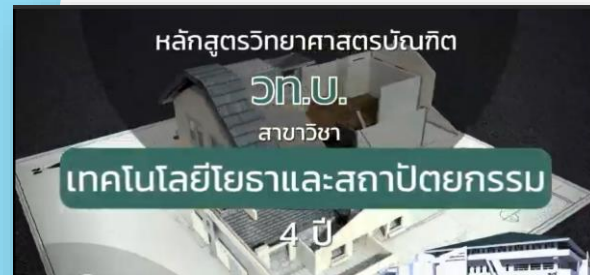 หลักสูตรวิทยาศาสตรบัณฑิต
วท.บ.
สาขาวิชา
เทคโนโลยีโยธาและสถาปัตยกรรม
4 ปี